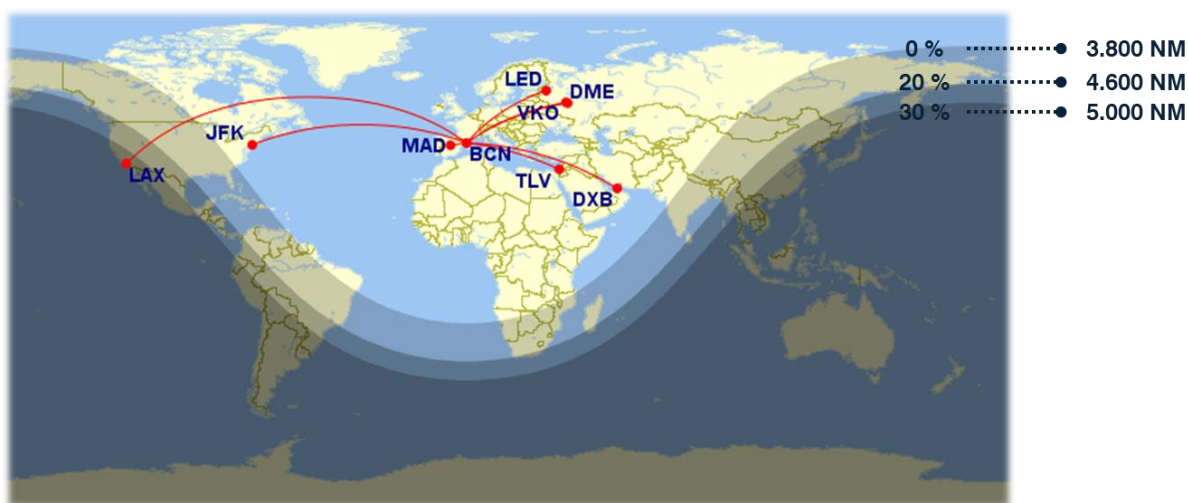 0 % 3.800 NM
20 % 4.600 NM
30 % 5.000 NM
LED
DME
VKO
JFK
MAD
BCN
LAX
TLV
DXB